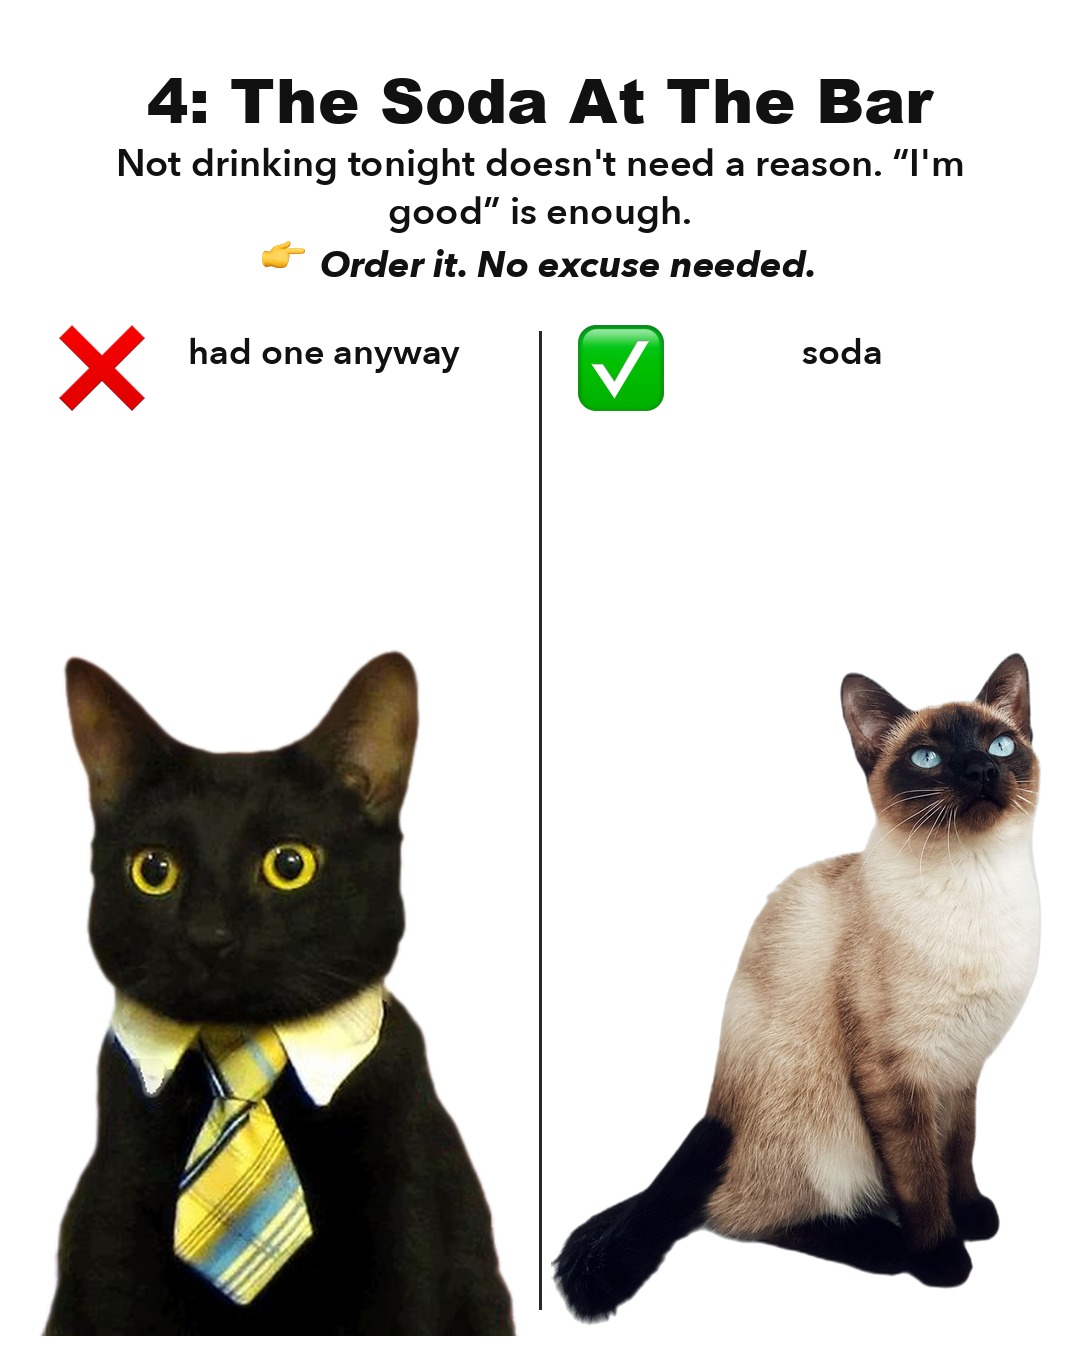 4: The Soda At The Bar
Not drinking tonight doesn't need a reason. “I'm
good” is enough.
👉 Order it. No excuse needed.
❌ had one anyway
✅ soda